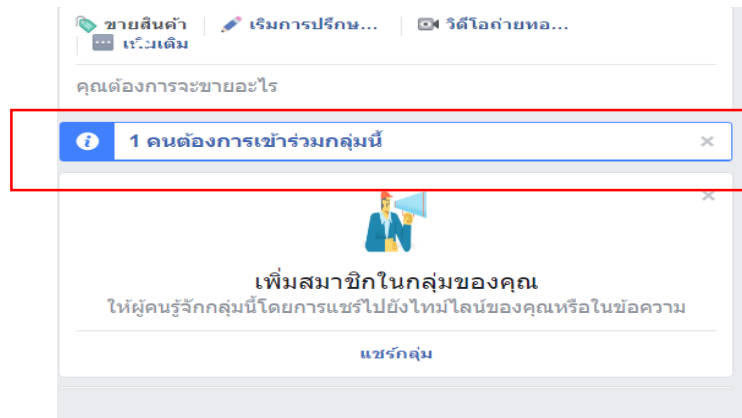 ขายสินค้า เริ่มการปรึกษ... วิดีโอถ่ายทอ...
เพิ่มเติม
คุณต้องการจะขายอะไร
1 คนต้องการเข้าร่วมกลุ่มนี้
เพิ่มสมาชิกในกลุ่มของคุณ
ให้ผู้คนรู้จักกลุ่มนี้โดยการแชร์ไปยังไทม์ไลน์ของคุณหรือในข้อความ
แชร์กลุ่ม